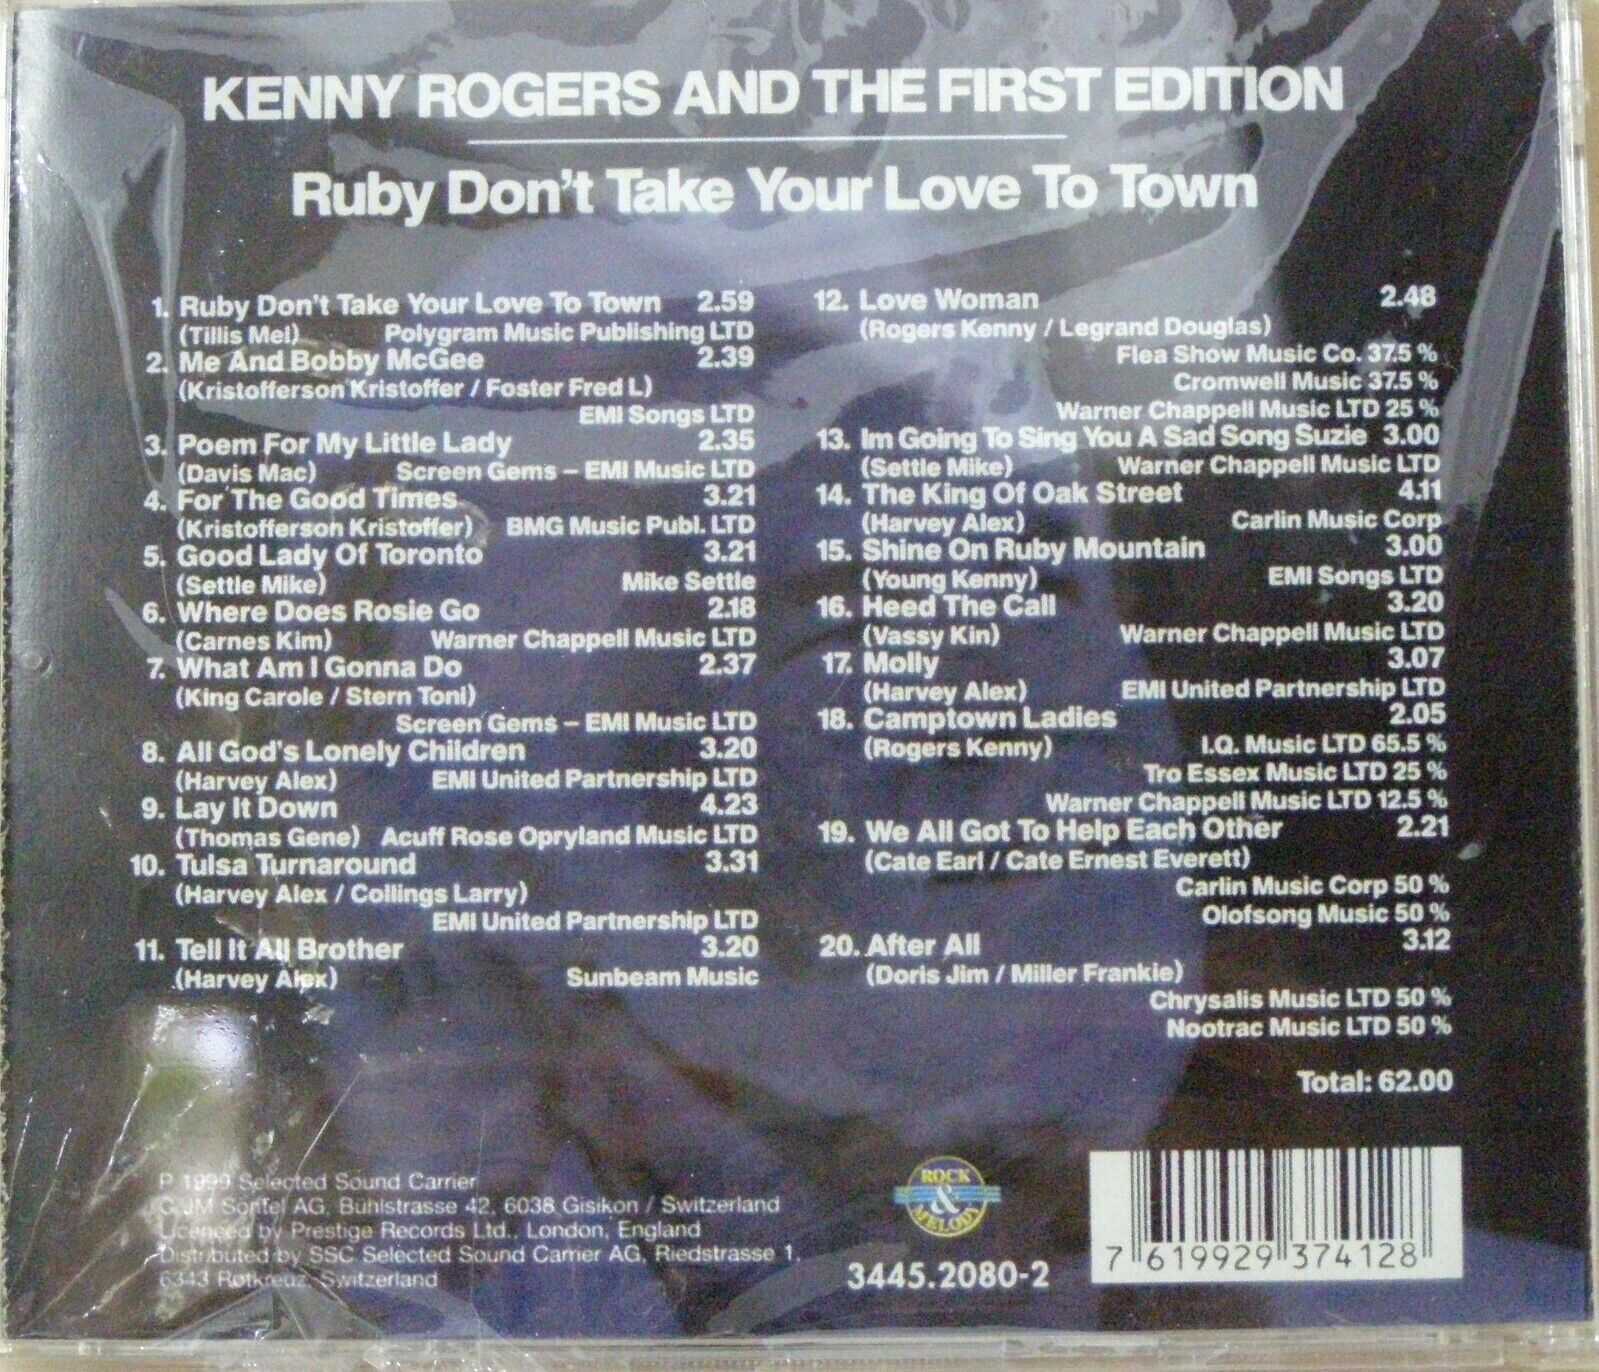 KENNY ROGERS AND THE FIRST EDITION
Ruby Don't Take Your Love To Town
1. Ruby Don't Take Your Love To Town 2.59
(Tillis Mel) Polygram Music Publishing LTD
2. Me And Bobby McGee 2.39
(Kristofferson Kristoffer / Foster Fred L)
EMI Songs LTD
3. Poem For My Little Lady 2.35
(Davis Mac) Screen Gems – EMI Music LTD
4. For The Good Times 3.21
(Kristofferson Kristoffer) BMG Music Publ. LTD
5. Good Lady Of Toronto 3.21
(Settle Mike) Mike Settle
6. Where Does Rosie Go 2.18
(Carnes Kim) Warner Chappell Music LTD
7. What Am I Gonna Do 2.37
(King Carole / Stern Toni)
Screen Gems – EMI Music LTD
8. All God's Lonely Children 3.20
(Harvey Alex) EMI United Partnership LTD
9. Lay It Down 4.23
(Thomas Gene) Acuff Rose Opryland Music LTD
10. Tulsa Turnaround 3.31
(Harvey Alex / Collings Larry)
EMI United Partnership LTD
11. Tell It All Brother 3.20
(Harvey Alex) Sunbeam Music
12. Love Woman 2.48
(Rogers Kenny / Legrand Douglas)
Flea Show Music Co. 37.5 %
Cromwell Music 37.5 %
Warner Chappell Music LTD 25 %
13. Im Going To Sing You A Sad Song Suzie 3.00
(Settle Mike) Warner Chappell Music LTD
14. The King Of Oak Street 4.11
(Harvey Alex) Carlin Music Corp
15. Shine On Ruby Mountain 3.00
(Young Kenny) EMI Songs LTD
16. Heed The Call 3.20
(Vassy Kin) Warner Chappell Music LTD
17. Molly 3.07
(Harvey Alex) EMI United Partnership LTD
18. Camptown Ladies 2.05
(Rogers Kenny) I.Q. Music LTD 65.5 %
Tro Essex Music LTD 25 %
Warner Chappell Music LTD 12.5 %
19. We All Got To Help Each Other 2.21
(Cate Earl / Cate Ernest Everett)
Carlin Music Corp 50 %
Olofsong Music 50 %
20. After All 3.12
(Doris Jim / Miller Frankie)
Chrysalis Music LTD 50 %
Nootrac Music LTD 50 %
Total: 62.00
P 1999 Selected Sound Carrier
C JM Sontel AG, Buhlstrasse 42, 6038 Gisikon / Switzerland
Licenced by Prestige Records Ltd., London, England
Distributed by SSC Selected Sound Carrier AG, Riedstrasse 1,
6343 Rotkreuz, Switzerland
ROCK
&
MELODY
3445.2080-2
7 619929 374128